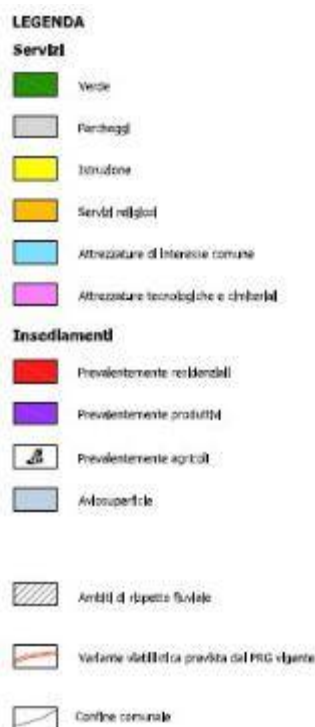 LEGENDA
Servizi
Verde
Parcheggi
Istruzione
Servizi religiosi
Attrezzature di interesse comune
Attrezzature tecnologiche e cimiteriali
Insediamenti
Prevalentemente residenziali
Prevalentemente produttivi
Prevalentemente agricoli
Aviosuperficie
Ambiti di rispetto fluviale
Variante viabilistica prevista dal PRG vigente
Confine comunale